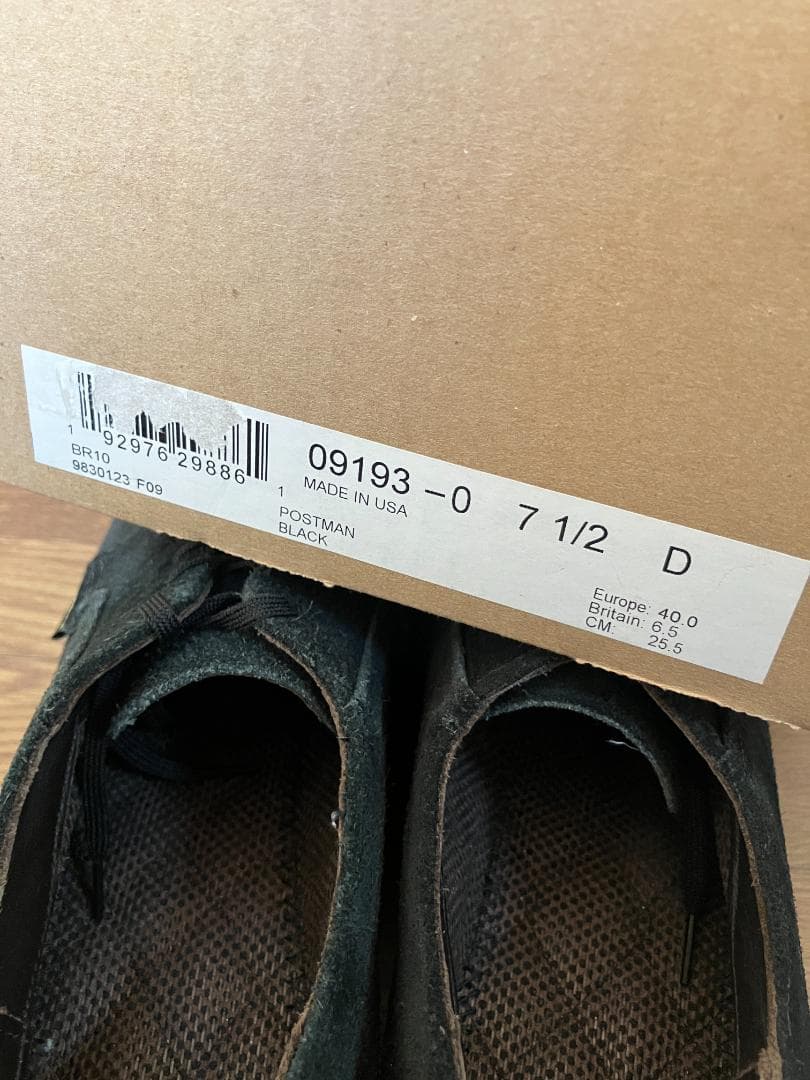 1 92976 29886 1
BR10
9830123 F09
09193-0 7 1/2 D
MADE IN USA
POSTMAN
BLACK
Europe: 40.0
Britain: 6.5
CM: 25.5